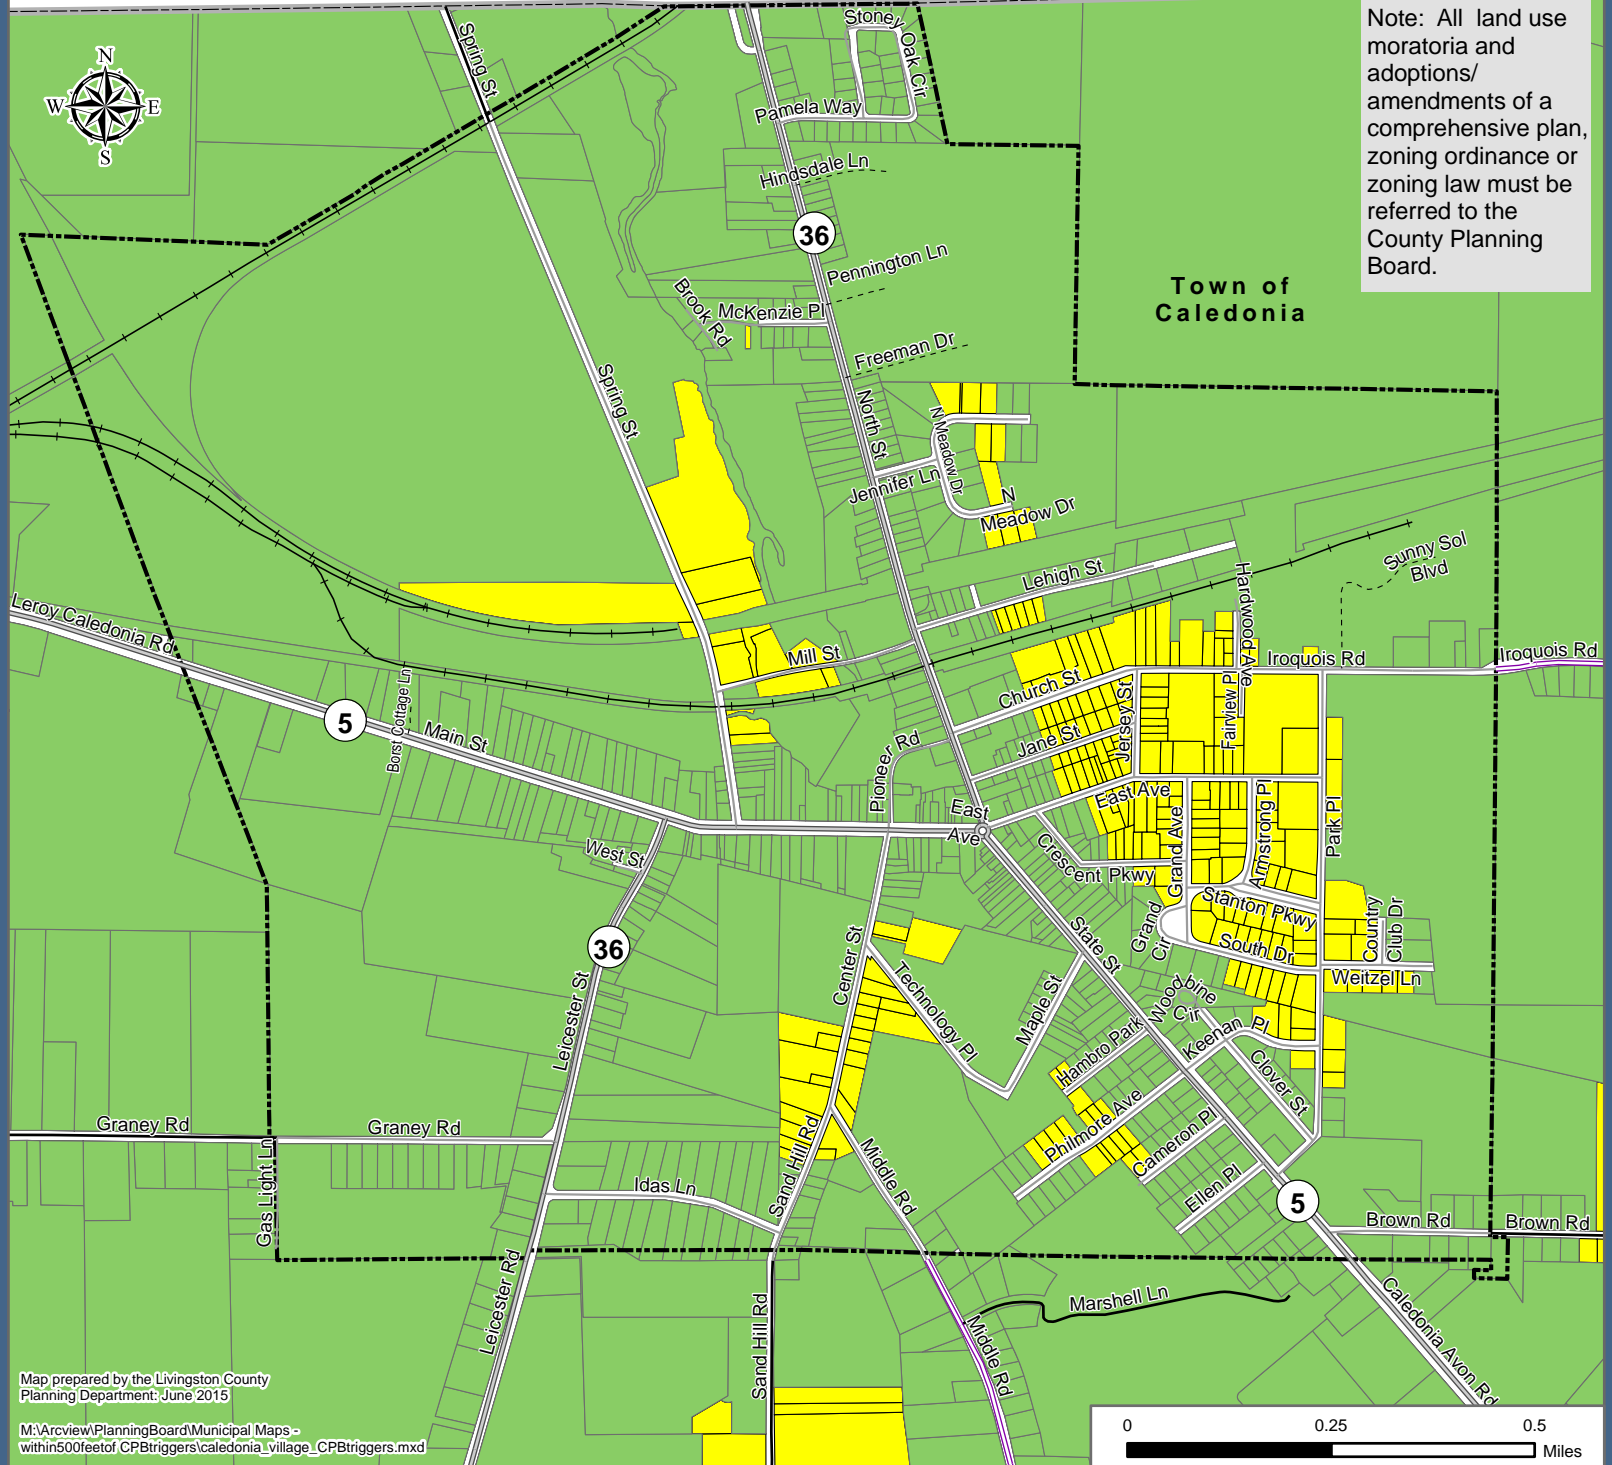 Note: All land use
moratoria and
adoptions/
amendments of a
comprehensive plan,
zoning ordinance or
zoning law must be
referred to the
County Planning
Board.
N
W
E
S
Spring St
Stoney
Oak Cir
Pamela Way
Hindsdale Ln
36
Pennington Ln
Town of
Caledonia
Brook Rd
McKenzie Pl
Freeman Dr
Spring St
North St
N Meadow Dr
Jennifer Ln
N
Meadow Dr
Sunny Sol
Blvd
Lehigh St
Hardwood Ave
Leroy Caledonia Rd
Mill St
Iroquois Rd
Iroquois Rd
Church St
Jersey St
Fairview Pl
Borst Cottage Ln
5
Main St
Pioneer Rd
Jane St
East
Ave
East Ave
Grand Ave
Armstrong Pl
Park Pl
West St
Crescent Pkwy
Stanton Pkwy
Grand
Cir
Country
Club Dr
36
State St
South Dr
Weitzel Ln
Center St
Technology Pl
Maple St
Woodbine
Cir
Leicester St
Hambro Park
Keenan Pl
Clover St
Graney Rd
Graney Rd
Philmore Ave
Cameron Pl
Gas Light Ln
Sand Hill Rd
Middle Rd
Idas Ln
Ellen Pl
5
Brown Rd
Brown Rd
Leicester Rd
Sand Hill Rd
Marshell Ln
Middle Rd
Caledonia Avon Rd
Map prepared by the Livingston County
Planning Department: June 2015
M:\Arcview\PlanningBoard\Municipal Maps -
within500feetof CPBtriggers\caledonia_village_CPBtriggers.mxd
0
0.25
0.5
Miles